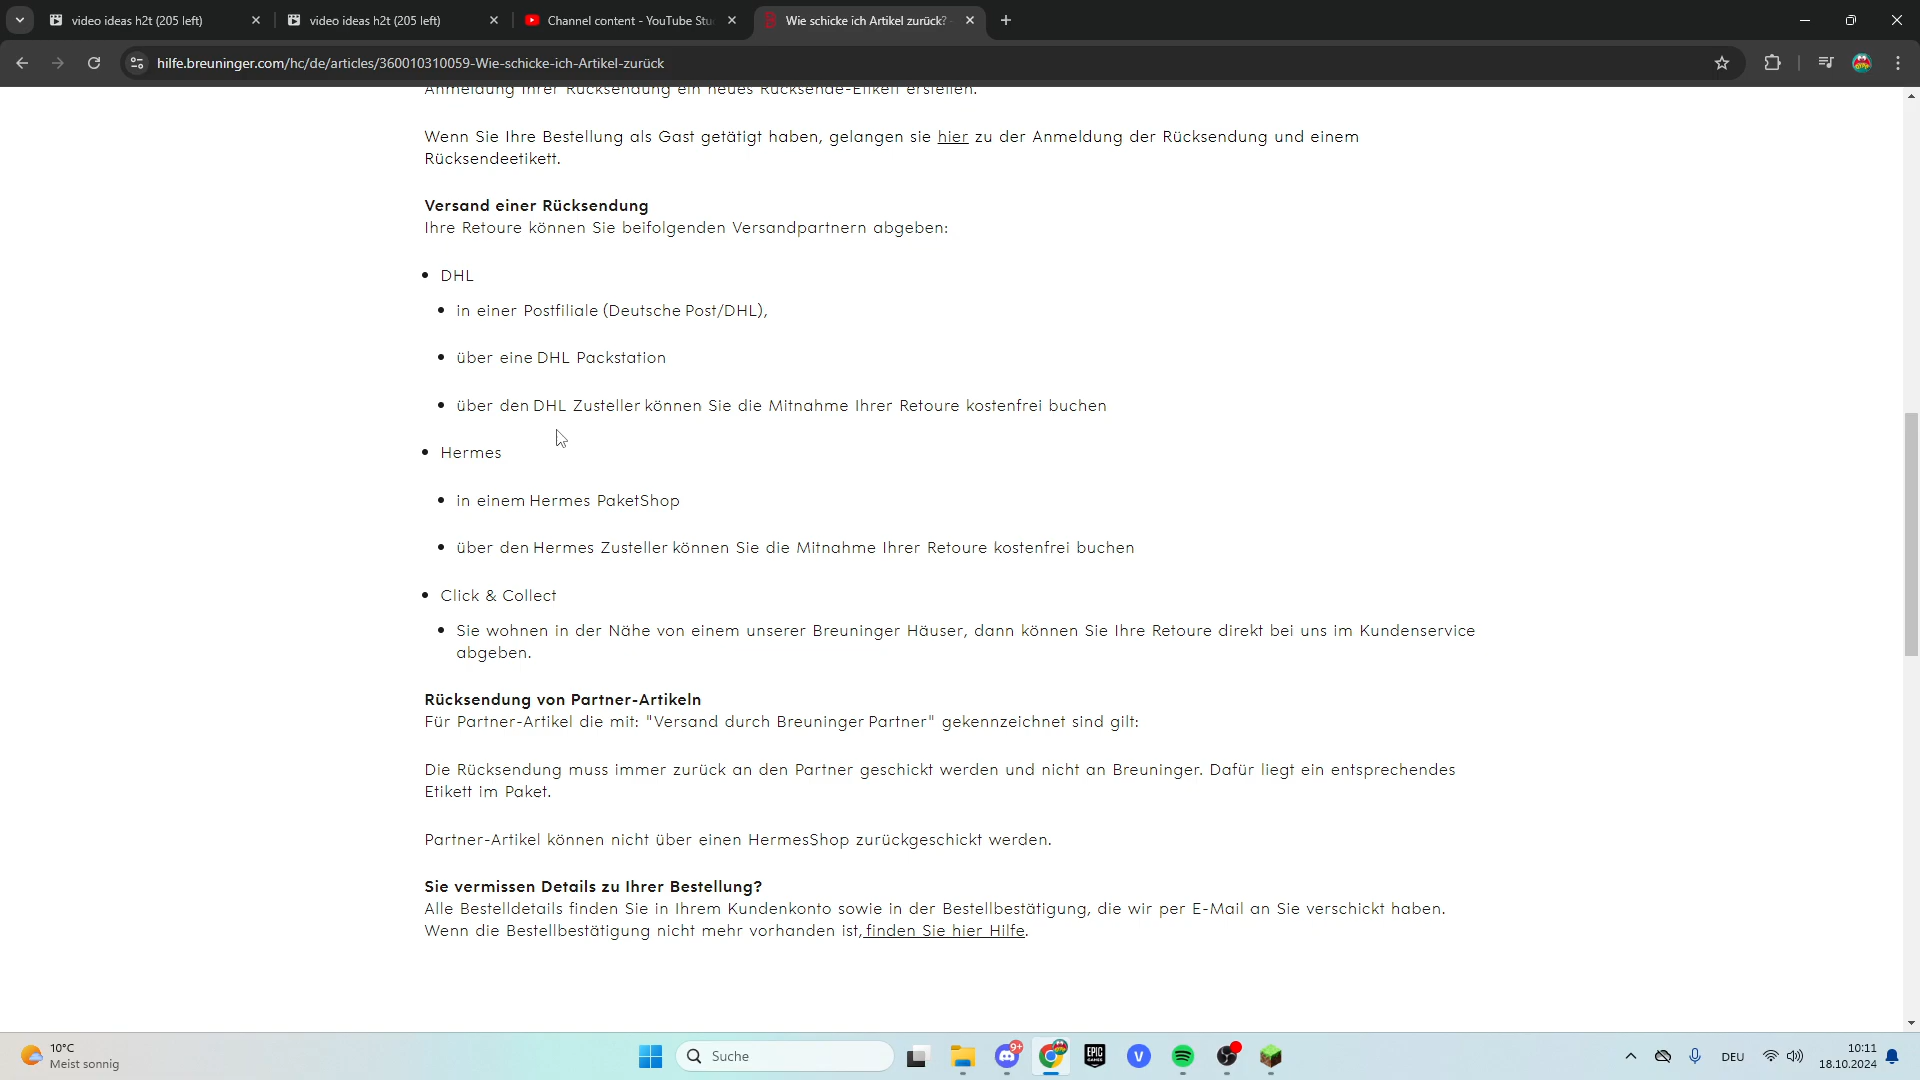 video ideas h2t (205 left)
video ideas h2t (205 left)
Channel content - YouTube Stu
Wie schicke ich Artikel zurück? -
hilfe.breuninger.com/hc/de/articles/360010310059-Wie-schicke-ich-Artikel-zurück
Anmeldung Ihrer Rücksendung ein neues Rücksende-Etikett erstellen.
Wenn Sie Ihre Bestellung als Gast getätigt haben, gelangen sie hier zu der Anmeldung der Rücksendung und einem
Rücksendeetikett.
Versand einer Rücksendung
Ihre Retoure können Sie beifolgenden Versandpartnern abgeben:
• DHL
• in einer Postfiliale (Deutsche Post/DHL),
• über eine DHL Packstation
• über den DHL Zusteller können Sie die Mitnahme Ihrer Retoure kostenfrei buchen
• Hermes
• in einem Hermes PaketShop
• über den Hermes Zusteller können Sie die Mitnahme Ihrer Retoure kostenfrei buchen
• Click & Collect
• Sie wohnen in der Nähe von einem unserer Breuninger Häuser, dann können Sie Ihre Retoure direkt bei uns im Kundenservice
abgeben.
Rücksendung von Partner-Artikeln
Für Partner-Artikel die mit: "Versand durch Breuninger Partner" gekennzeichnet sind gilt:
Die Rücksendung muss immer zurück an den Partner geschickt werden und nicht an Breuninger. Dafür liegt ein entsprechendes
Etikett im Paket.
Partner-Artikel können nicht über einen HermesShop zurückgeschickt werden.
Sie vermissen Details zu Ihrer Bestellung?
Alle Bestelldetails finden Sie in Ihrem Kundenkonto sowie in der Bestellbestätigung, die wir per E-Mail an Sie verschickt haben.
Wenn die Bestellbestätigung nicht mehr vorhanden ist, finden Sie hier Hilfe.
10°C
Meist sonnig
Suche
9+
EPIC GAMES
V
DEU
10:11
18.10.2024